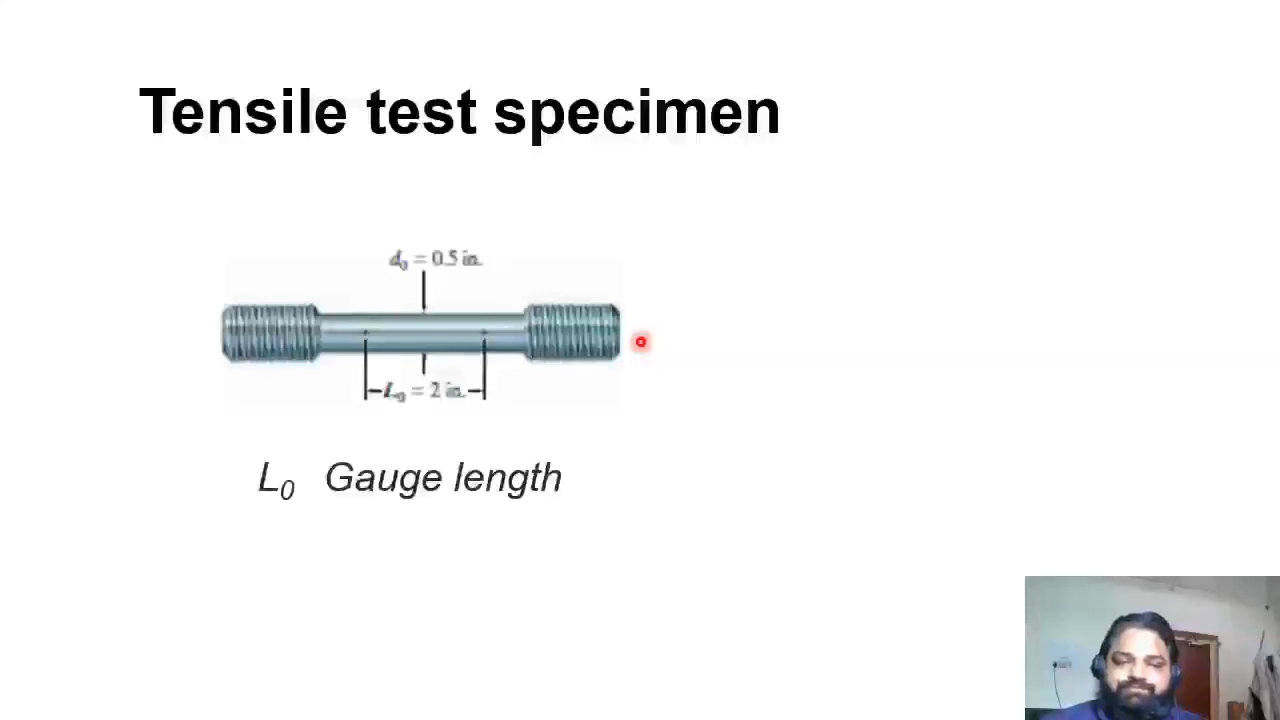 Tensile test specimen
d₀ = 0.5 in.
L₀ = 2 in.
L₀ Gauge length